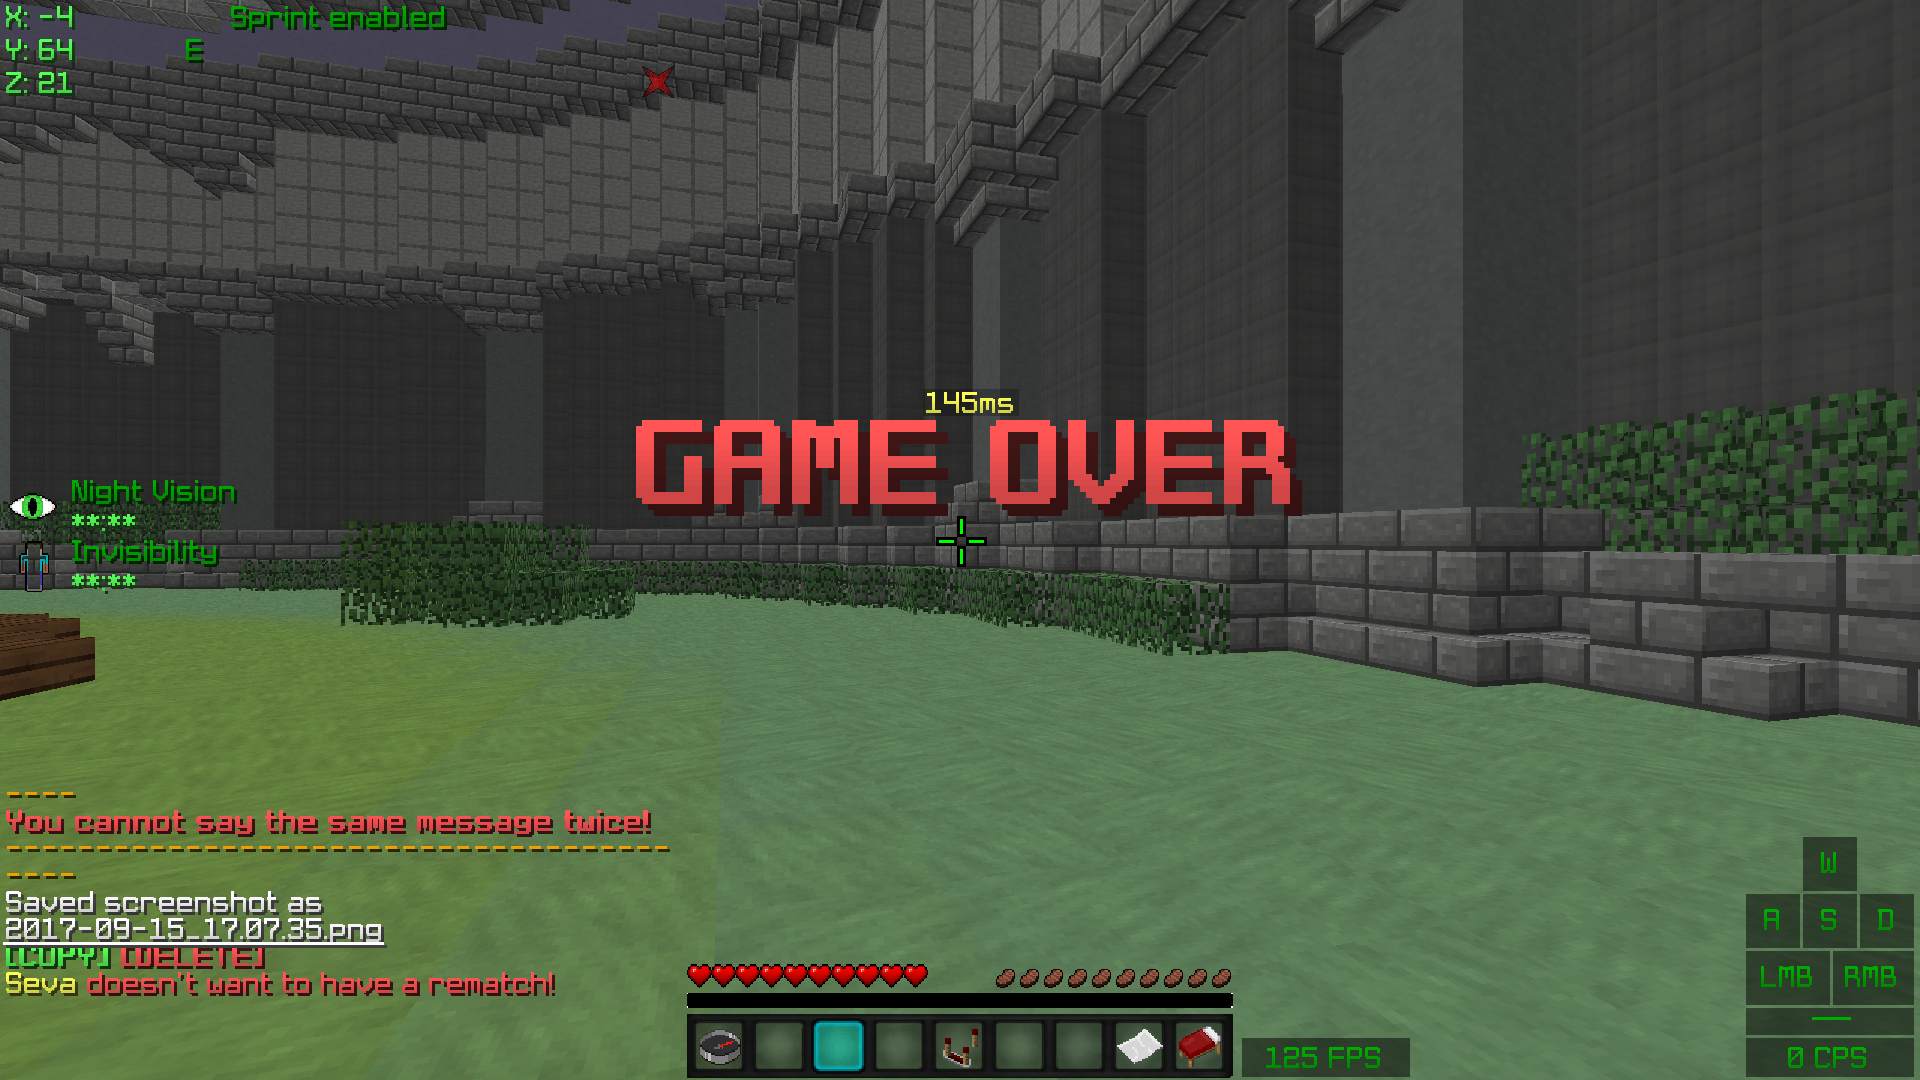 X: -4
Sprint enabled
Y: 64
E
Z: 21
145ms
GAME OVER
Night Vision
**:**
Invisibility
**:**
----
You cannot say the same message twice!
-------------------------------------
----
Saved screenshot as
2017-09-15_17.07.35.png
[COPY] [DELETE]
Seva doesn't want to have a rematch!
W
A S D
LMB RMB
125 FPS
0 CPS